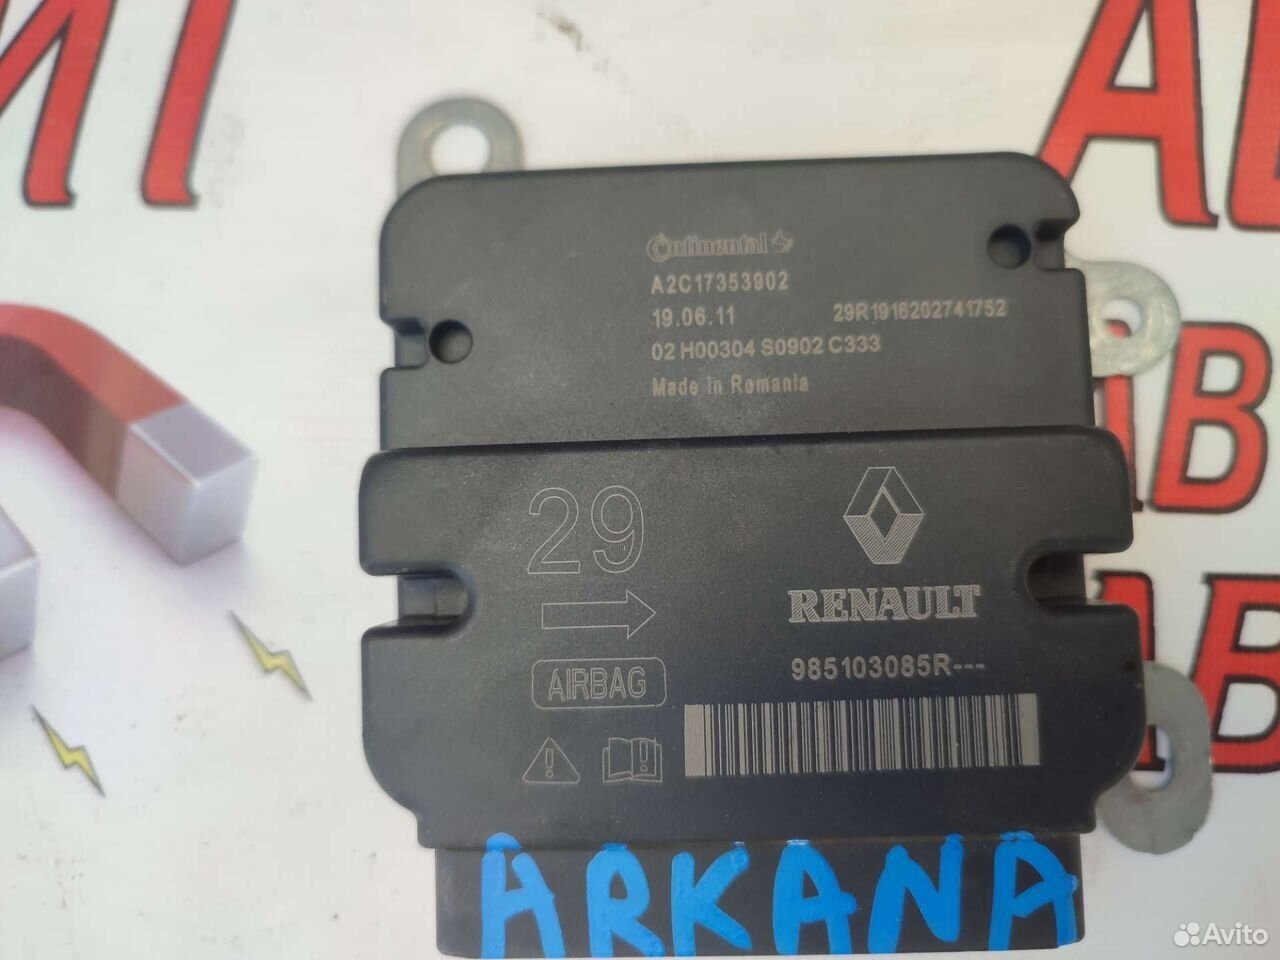 Continental
A2C17353902
19.06.11 29R1916202741752
02 H00304 S0902 C333
Made in Romania
29
RENAULT
AIRBAG
985103085R---
ARKANA
Avito